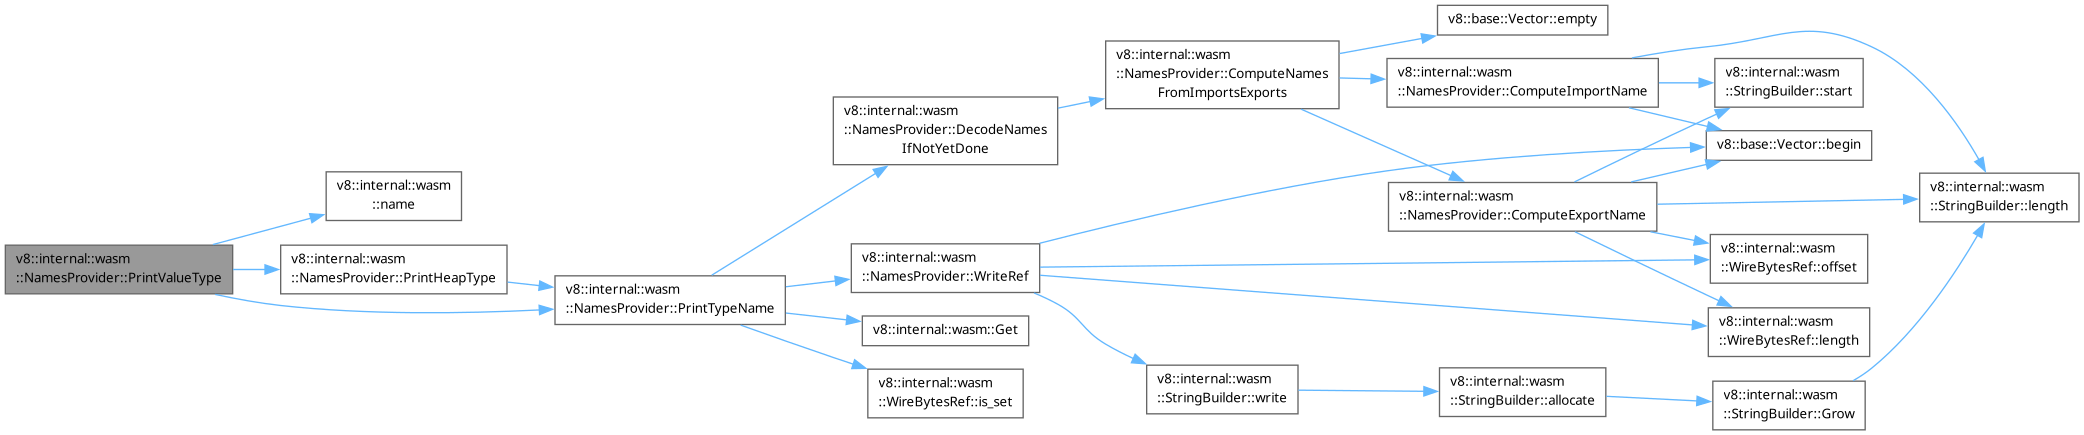 v8::internal::wasm
::NamesProvider::PrintValueType
v8::internal::wasm
::name
v8::internal::wasm
::NamesProvider::PrintHeapType
v8::internal::wasm
::NamesProvider::PrintTypeName
v8::internal::wasm
::NamesProvider::DecodeNames
IfNotYetDone
v8::internal::wasm
::NamesProvider::WriteRef
v8::internal::wasm::Get
v8::internal::wasm
::WireBytesRef::is_set
v8::internal::wasm
::NamesProvider::ComputeNames
FromImportsExports
v8::internal::wasm
::StringBuilder::write
v8::base::Vector::empty
v8::internal::wasm
::NamesProvider::ComputeImportName
v8::internal::wasm
::NamesProvider::ComputeExportName
v8::internal::wasm
::StringBuilder::allocate
v8::internal::wasm
::StringBuilder::start
v8::base::Vector::begin
v8::internal::wasm
::WireBytesRef::offset
v8::internal::wasm
::WireBytesRef::length
v8::internal::wasm
::StringBuilder::Grow
v8::internal::wasm
::StringBuilder::length